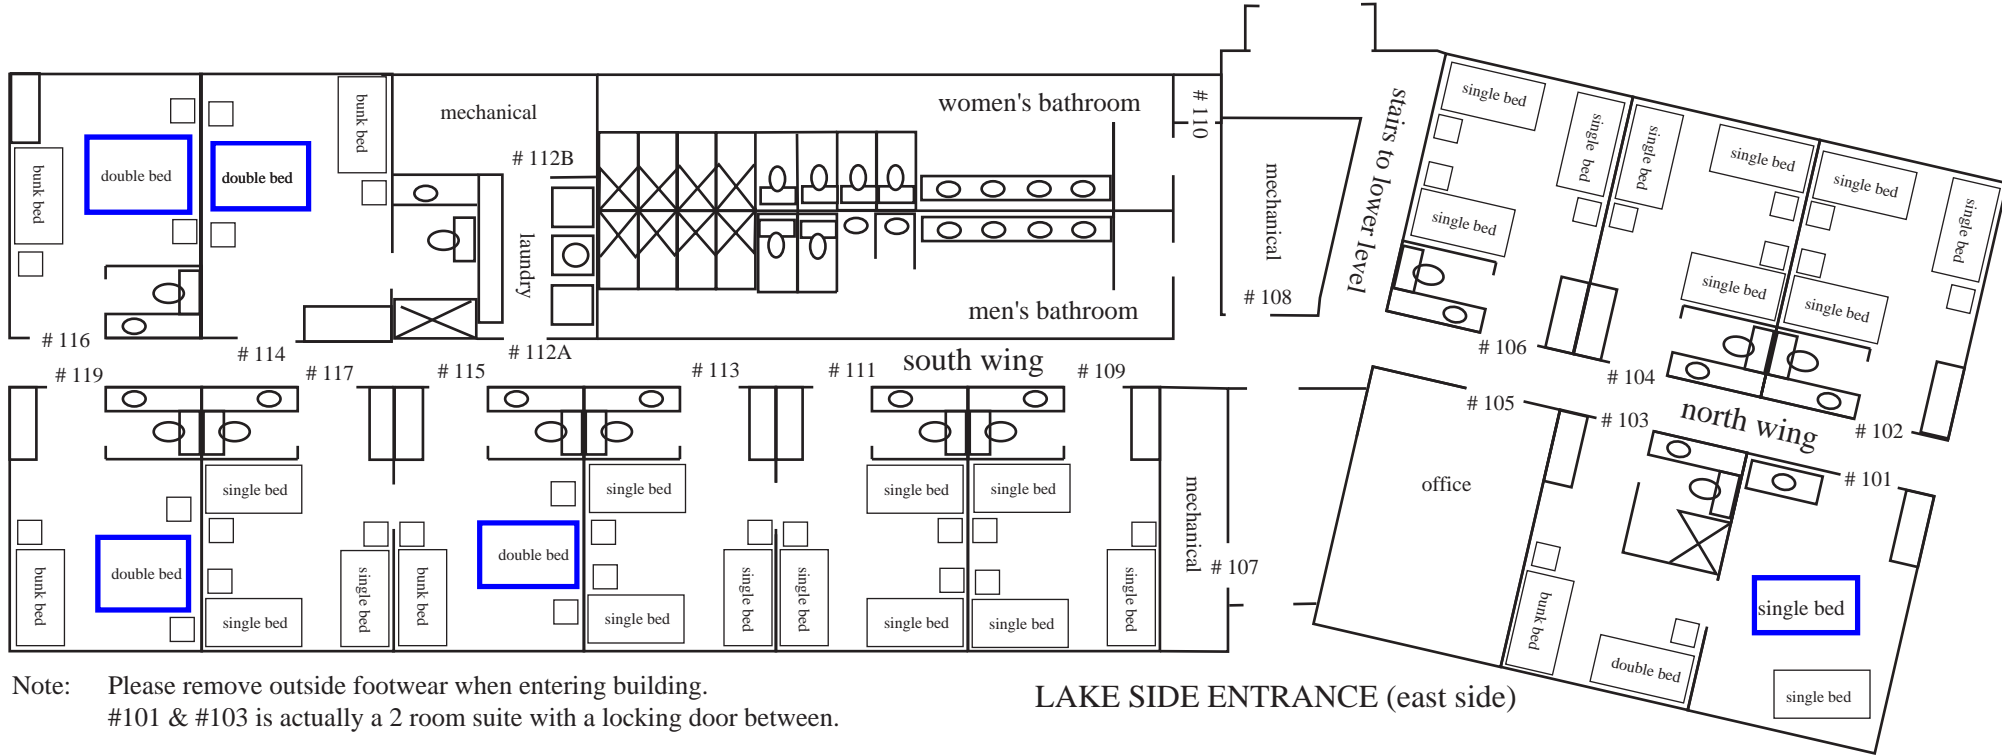 women's bathroom
# 110
stairs to lower level
single bed
single bed
single bed
single bed
single bed
single bed
single bed
single bed
single bed
mechanical
bunk bed
# 112B
double bed
double bed
bunk bed
laundry
mechanical
# 108
men's bathroom
single bed
# 116
# 114
# 112A
south wing
# 106
# 104
# 119
# 117
# 115
# 113
# 111
# 109
# 105
# 103
north wing
# 102
# 101
single bed
single bed
single bed
single bed
office
mechanical
# 107
double bed
double bed
bunk bed
single bed
bunk bed
single bed
single bed
single bed
bunk bed
single bed
single bed
single bed
single bed
single bed
double bed
single bed
single bed
Note: Please remove outside footwear when entering building.
#101 & #103 is actually a 2 room suite with a locking door between.
LAKE SIDE ENTRANCE (east side)